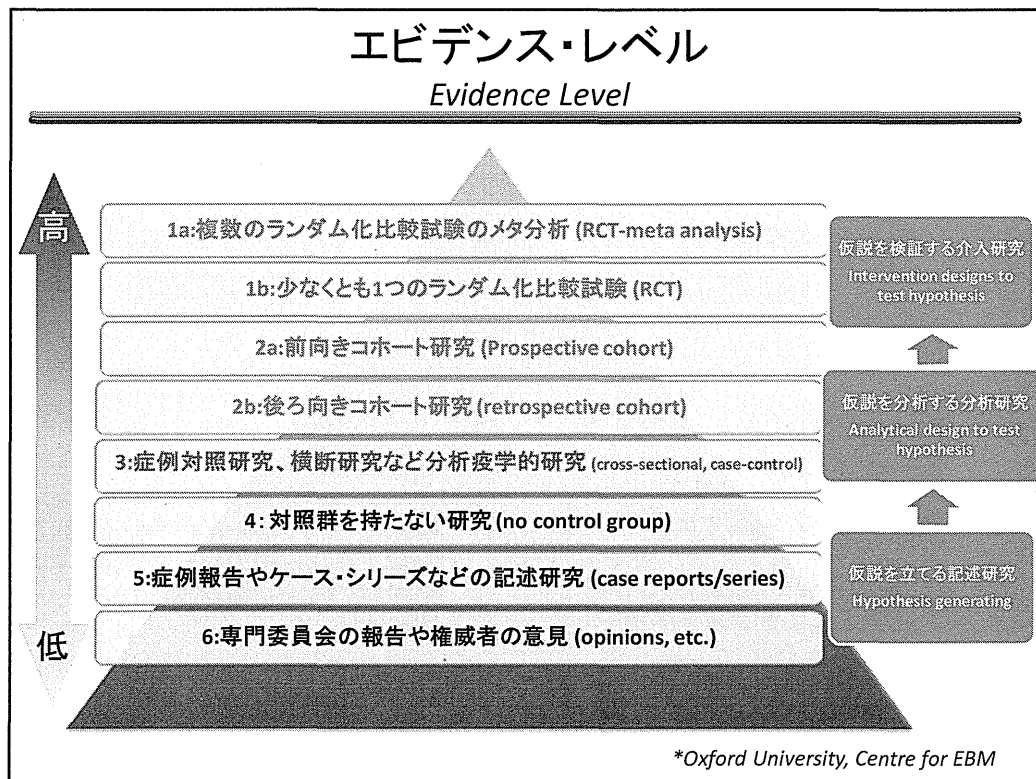 エビデンス・レベル
Evidence Level
高
1a:複数のランダム化比較試験のメタ分析 (RCT-meta analysis)
1b:少なくとも1つのランダム化比較試験 (RCT)
2a:前向きコホート研究 (Prospective cohort)
2b:後ろ向きコホート研究 (retrospective cohort)
3:症例対照研究、横断研究など分析疫学的研究 (cross-sectional, case-control)
4: 対照群を持たない研究 (no control group)
5:症例報告やケース・シリーズなどの記述研究 (case reports/series)
6:専門委員会の報告や権威者の意見 (opinions, etc.)
低
仮説を検証する介入研究
Intervention designs to
test hypothesis
仮説を分析する分析研究
Analytical design to test
hypothesis
仮説を立てる記述研究
Hypothesis generating
*Oxford University, Centre for EBM